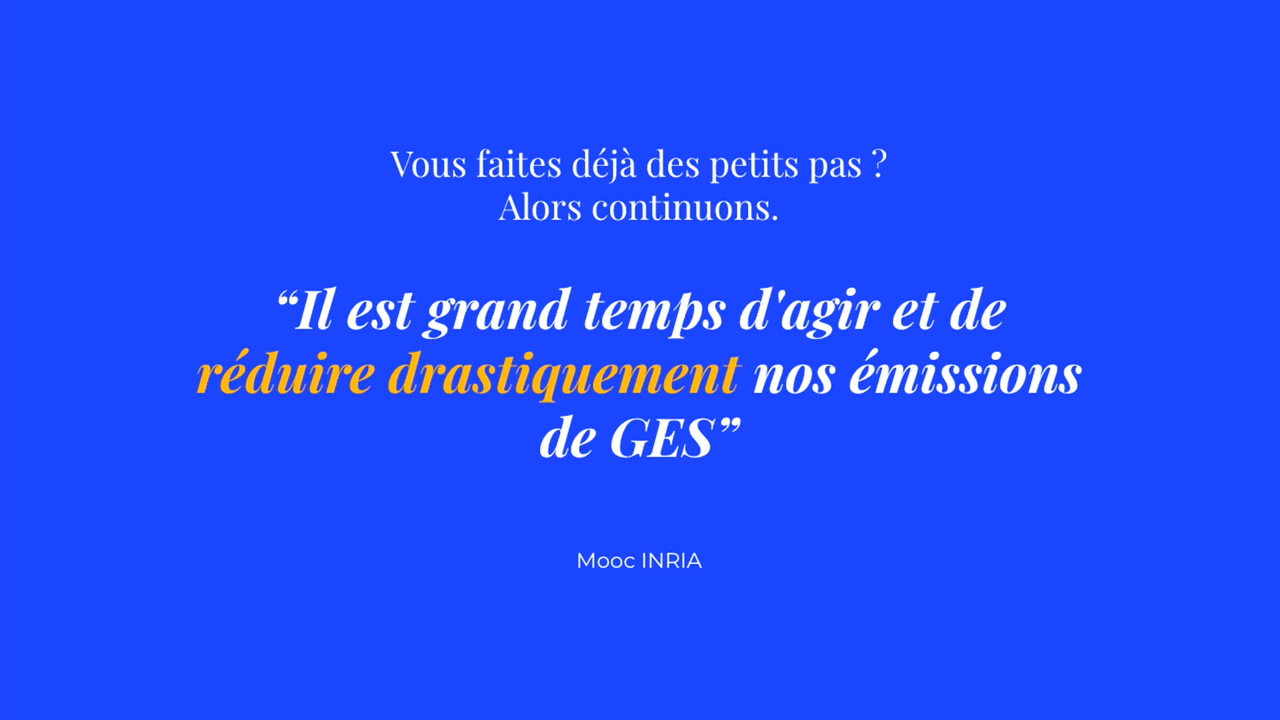 Vous faites déjà des petits pas ?
Alors continuons.
“Il est grand temps d'agir et de
réduire drastiquement nos émissions
de GES”
Mooc INRIA